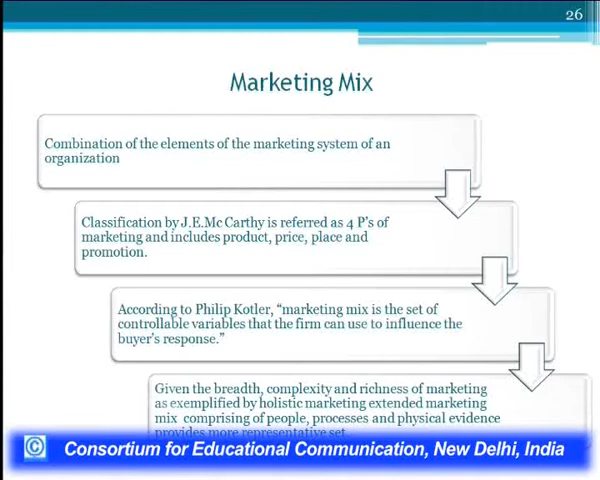 26
Marketing Mix
Combination of the elements of the marketing system of an
organization
Classification by J.E.Mc Carthy is referred as 4 P's of
marketing and includes product, price, place and
promotion.
According to Philip Kotler, “marketing mix is the set of
controllable variables that the firm can use to influence the
buyer's response.”
Given the breadth, complexity and richness of marketing
as exemplified by holistic marketing extended marketing
mix comprising of people, processes and physical evidence
provides more representative set.
© Consortium for Educational Communication, New Delhi, India